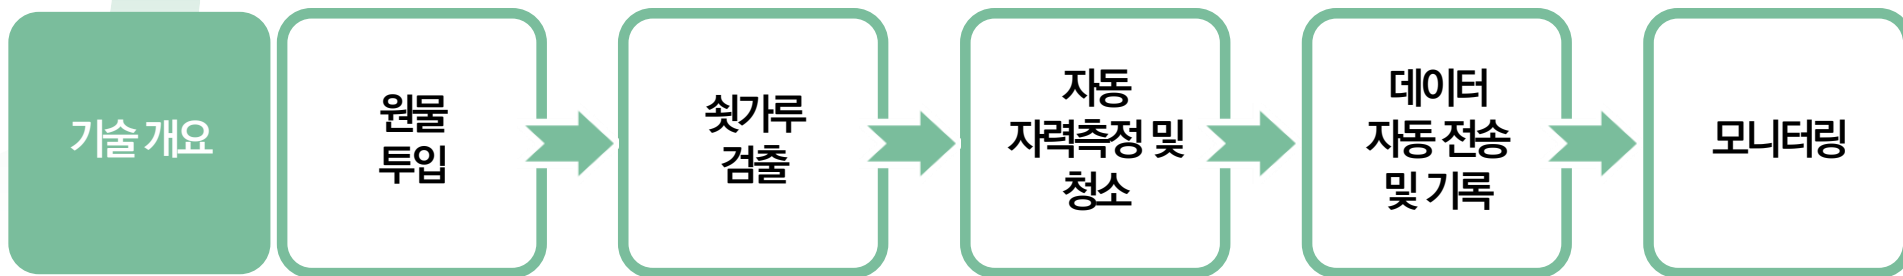 기술 개요
원물
투입
쇳가루
검출
자동
자력측정 및
청소
데이터
자동 전송
및 기록
모니터링